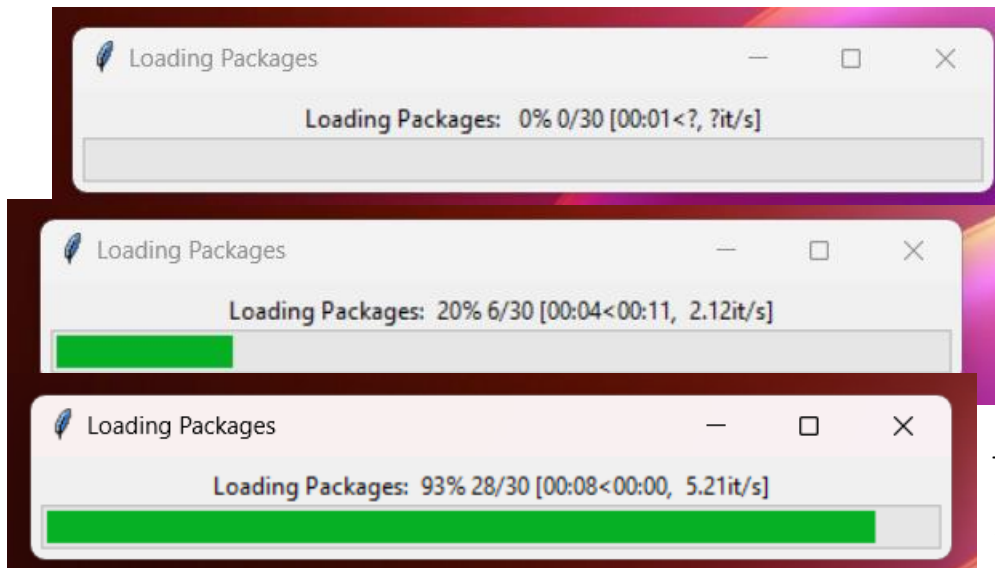 Loading Packages
Loading Packages:   0% 0/30 [00:01<?, ?it/s]
Loading Packages
Loading Packages:  20% 6/30 [00:04<00:11,  2.12it/s]
Loading Packages
Loading Packages:  93% 28/30 [00:08<00:00,  5.21it/s]